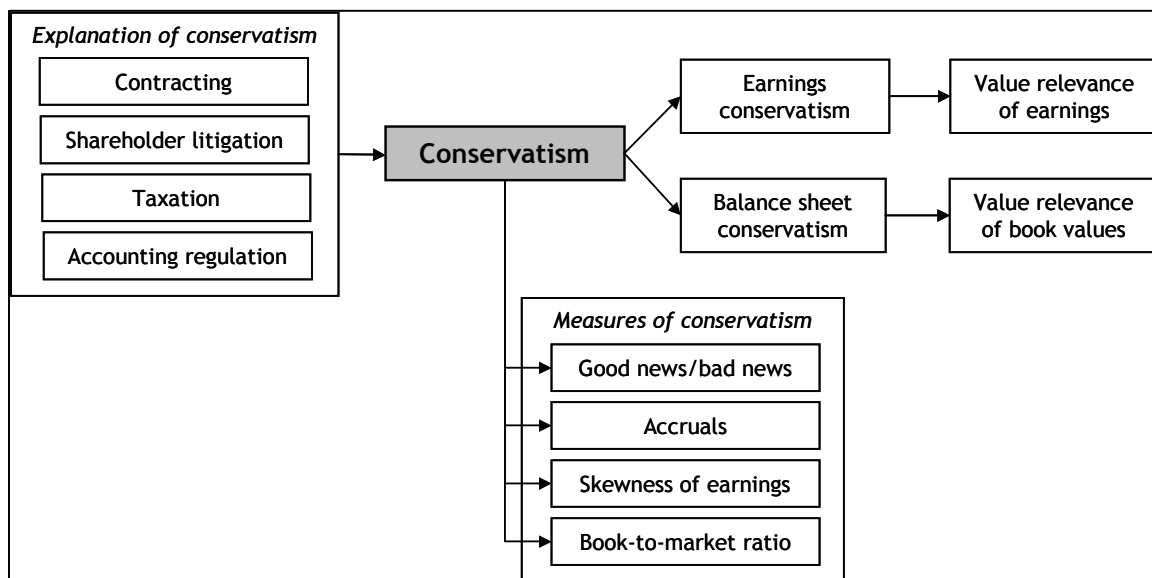 Explanation of conservatism
Contracting
Shareholder litigation
Taxation
Accounting regulation
Conservatism
Earnings
conservatism
Value relevance
of earnings
Balance sheet
conservatism
Value relevance
of book values
Measures of conservatism
Good news/bad news
Accruals
Skewness of earnings
Book-to-market ratio